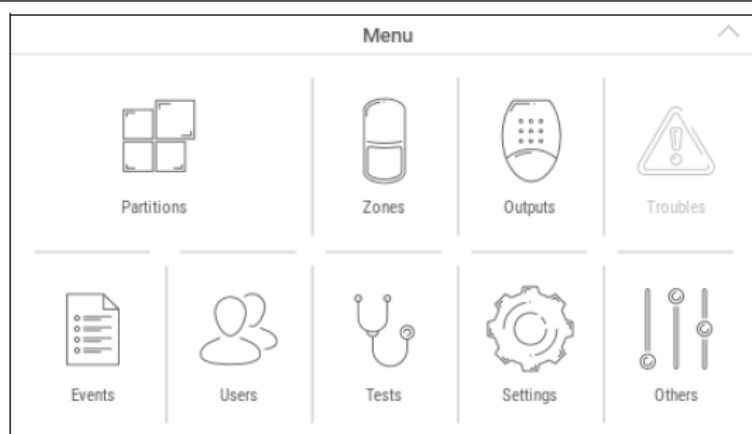 Menu
Partitions
Zones
Outputs
Troubles
Events
Users
Tests
Settings
Others